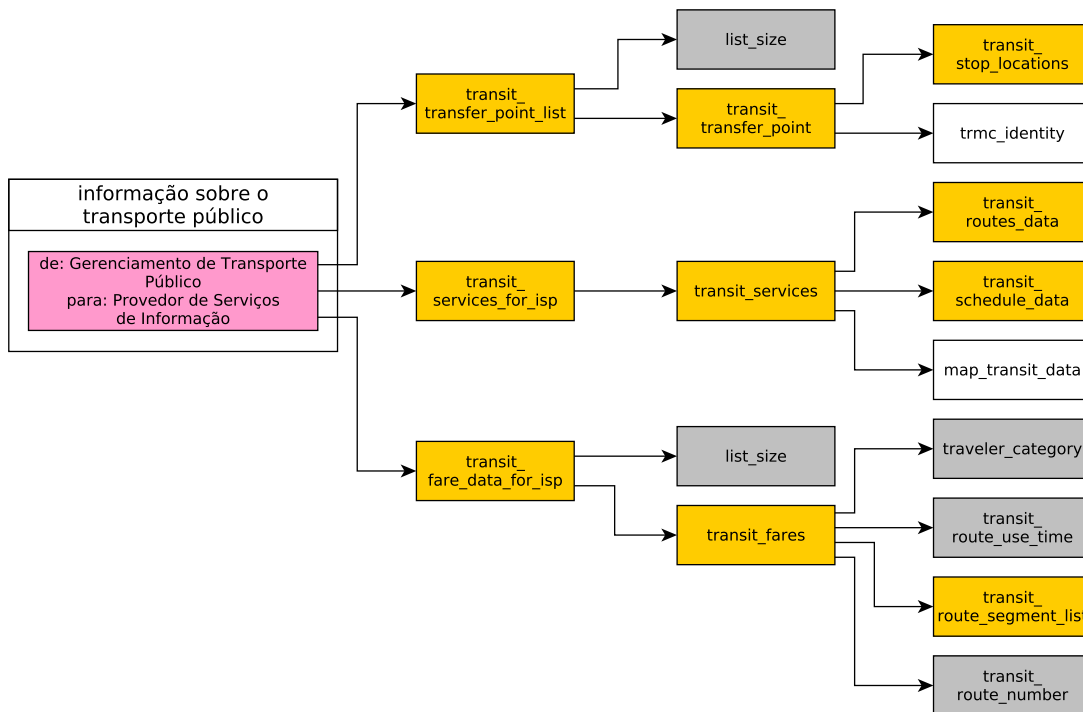 informação sobre o
transporte público
de: Gerenciamento de Transporte
Público
para: Provedor de Serviços
de Informação
transit_
transfer_point_list
list_size
transit_
transfer_point
transit_
stop_locations
trmc_identity
transit_
services_for_isp
transit_services
transit_
routes_data
transit_
schedule_data
map_transit_data
transit_
fare_data_for_isp
list_size
transit_fares
traveler_category
transit_
route_use_time
transit_
route_segment_list
transit_
route_number